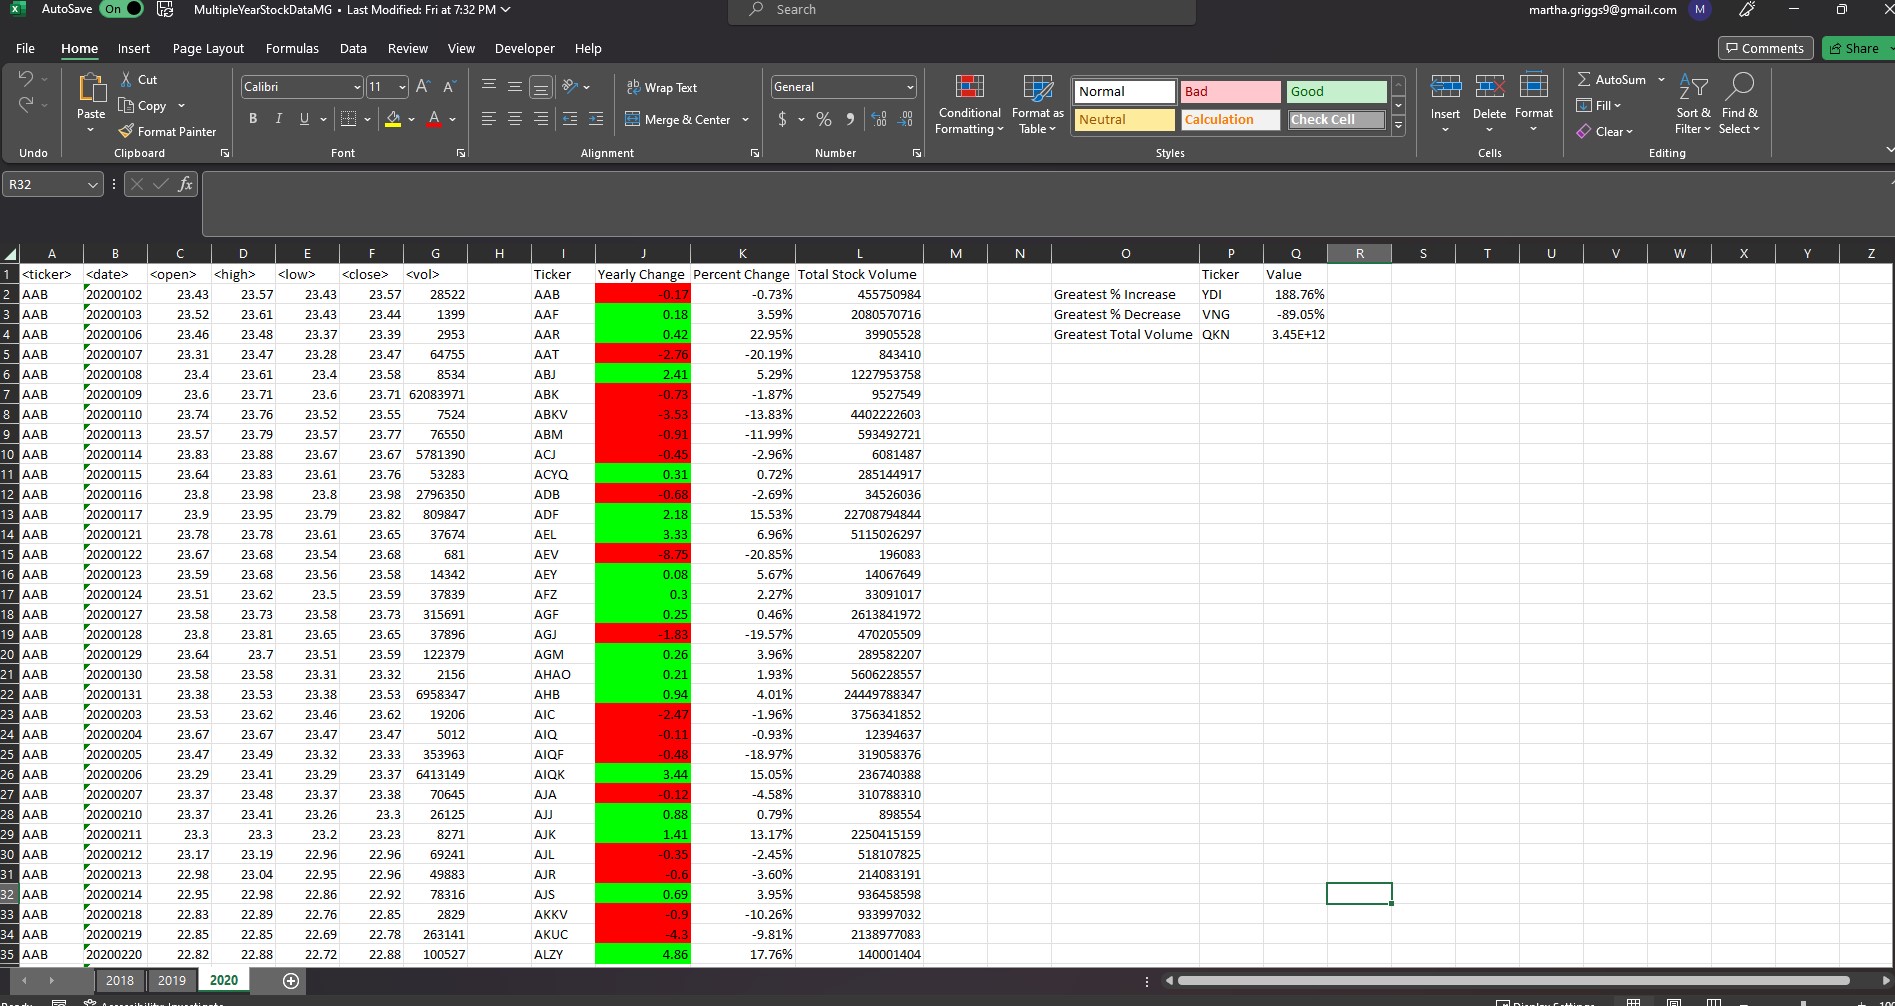 AutoSave On MultipleYearStockDataMG • Last Modified: Fri at 7:32 PM Search martha.griggs9@gmail.com M
File Home Insert Page Layout Formulas Data Review View Developer Help Comments Share
Cut
Copy
Format Painter
Paste
Calibri 11 A A
B I U A
Wrap Text
Merge & Center
General
$ % 9
Conditional Formatting
Format as Table
Normal Bad Good
Neutral Calculation Check Cell
Insert Delete Format
AutoSum
Fill
Clear
Sort & Filter
Find & Select
Undo Clipboard Font Alignment Number Styles Cells Editing
R32 fx
A B C D E F G H I J K L M N O P Q R S T U V W X Y Z
1 <ticker> <date> <open> <high> <low> <close> <vol> Ticker Yearly Change Percent Change Total Stock Volume Ticker Value
2 AAB 20200102 23.43 23.57 23.43 23.57 28522 AAB -0.17 -0.73% 455750984 Greatest % Increase YDI 188.76%
3 AAB 20200103 23.52 23.61 23.43 23.44 1399 AAF 0.18 3.59% 2080570716 Greatest % Decrease VNG -89.05%
4 AAB 20200106 23.46 23.48 23.37 23.39 2953 AAR 0.42 22.95% 39905528 Greatest Total Volume QKN 3.45E+12
5 AAB 20200107 23.31 23.47 23.28 23.47 64755 AAT -2.76 -20.19% 843410
6 AAB 20200108 23.4 23.61 23.4 23.58 8534 ABJ 2.41 5.29% 1227953758
7 AAB 20200109 23.6 23.71 23.6 23.71 62083971 ABK -0.73 -1.87% 9527549
8 AAB 20200110 23.74 23.76 23.52 23.55 7524 ABKV -3.53 -13.83% 4402222603
9 AAB 20200113 23.57 23.79 23.57 23.77 76550 ABM -0.91 -11.99% 593492721
10 AAB 20200114 23.83 23.88 23.67 23.67 5781390 ACJ -0.45 -2.96% 6081487
11 AAB 20200115 23.64 23.83 23.61 23.76 53283 ACYQ 0.31 0.72% 285144917
12 AAB 20200116 23.8 23.98 23.8 23.98 2796350 ADB -0.68 -2.69% 34526036
13 AAB 20200117 23.9 23.95 23.79 23.82 809847 ADF 2.18 15.53% 22708794844
14 AAB 20200121 23.78 23.78 23.61 23.65 37674 AEL 3.33 6.96% 5115026297
15 AAB 20200122 23.67 23.68 23.54 23.68 681 AEV -8.75 -20.85% 196083
16 AAB 20200123 23.59 23.68 23.56 23.58 14342 AEY 0.08 5.67% 14067649
17 AAB 20200124 23.51 23.62 23.5 23.59 37839 AFZ 0.3 2.27% 33091017
18 AAB 20200127 23.58 23.73 23.58 23.73 315691 AGF 0.25 0.46% 2613841972
19 AAB 20200128 23.8 23.81 23.65 23.65 37896 AGJ -1.83 -19.57% 470205509
20 AAB 20200129 23.64 23.7 23.51 23.59 122379 AGM 0.26 3.96% 289582207
21 AAB 20200130 23.58 23.58 23.31 23.32 2156 AHAO 0.21 1.93% 5606228557
22 AAB 20200131 23.38 23.53 23.38 23.53 6958347 AHB 0.94 4.01% 24449788347
23 AAB 20200203 23.53 23.62 23.46 23.62 19206 AIC -2.47 -1.96% 3756341852
24 AAB 20200204 23.67 23.67 23.47 23.47 5012 AIQ -0.11 -0.93% 12394637
25 AAB 20200205 23.47 23.49 23.32 23.33 353963 AIQF -0.48 -18.97% 319058376
26 AAB 20200206 23.29 23.41 23.29 23.37 6413149 AIQK 3.44 15.05% 236740388
27 AAB 20200207 23.37 23.48 23.37 23.38 70645 AJA -0.12 -4.58% 310788310
28 AAB 20200210 23.37 23.41 23.26 23.3 26125 AJJ 0.88 0.79% 898554
29 AAB 20200211 23.3 23.3 23.2 23.23 8271 AJK 1.41 13.17% 2250415159
30 AAB 20200212 23.17 23.19 22.96 22.96 69241 AJL -0.35 -2.45% 518107825
31 AAB 20200213 22.98 23.04 22.95 22.96 49883 AJR -0.6 -3.60% 214083191
32 AAB 20200214 22.95 22.98 22.86 22.92 78316 AJS 0.69 3.95% 936458598
33 AAB 20200218 22.83 22.89 22.76 22.85 2829 AKKV -0.9 -10.26% 933997032
34 AAB 20200219 22.85 22.85 22.69 22.78 263141 AKUC -4.3 -9.81% 2138977083
35 AAB 20200220 22.82 22.88 22.72 22.88 100527 ALZY 4.86 17.76% 140001404
2018 2019 2020